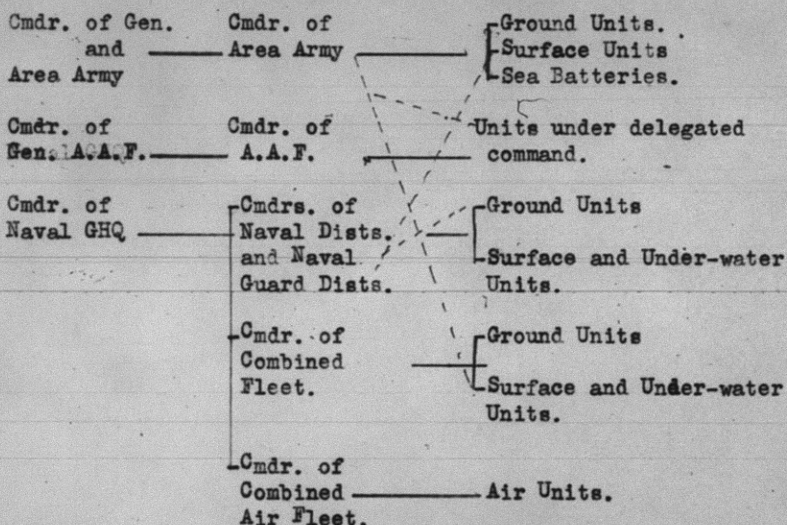 Cmdr. of Gen.
and
Area Army
Cmdr. of
Area Army
Ground Units.
Surface Units
Sea Batteries.
Cmdr. of
Gen. A.A.F.
Cmdr. of
A.A.F.
Units under delegated
command.
Cmdr. of
Naval GHQ
Cmdrs. of
Naval Dists.
and Naval
Guard Dists.
Ground Units
Surface and Under-water
Units.
Cmdr. of
Combined
Fleet.
Ground Units
Surface and Under-water
Units.
Cmdr. of
Combined
Air Fleet.
Air Units.